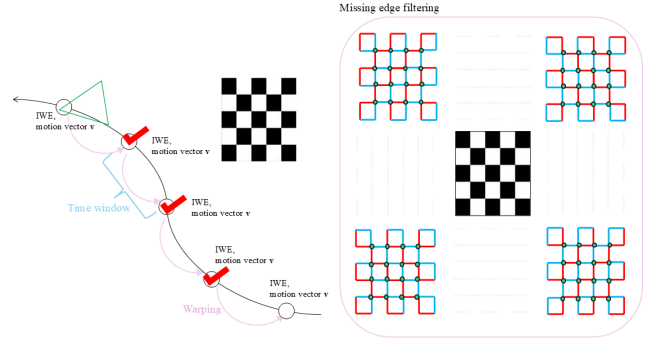 Missing edge filtering
IWE,
motion vector v
IWE,
motion vector v
Time window
IWE,
motion vector v
IWE,
motion vector v
IWE,
motion vector v
Warping